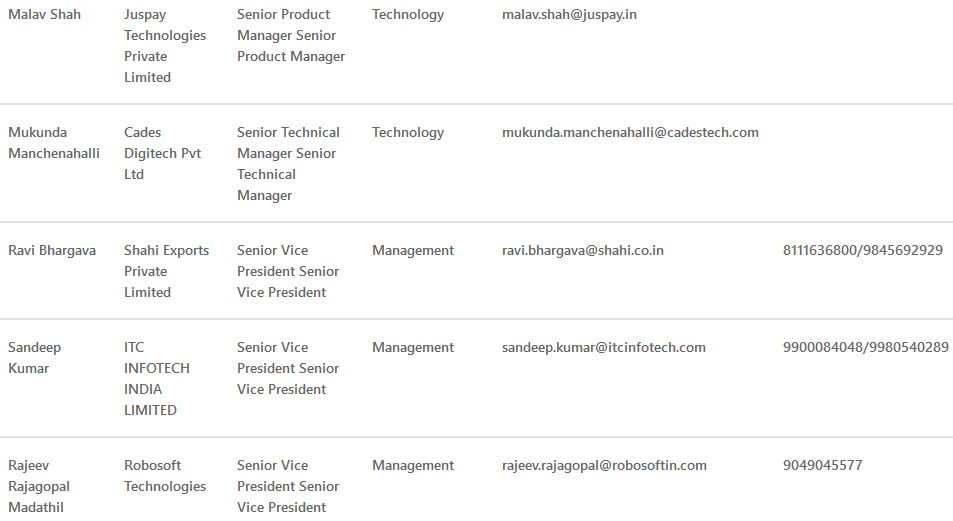 Malav Shah Juspay Senior Product Technology malav.shah@juspay.in
Technologies Manager Senior
Private Product Manager
Limited
Mukunda Cades Senior Technical Technology mukunda.manchenahalli@cadestech.com
Manchenahalli Digitech Pvt Manager Senior
Ltd Technical
Manager
Ravi Bhargava Shahi Exports Senior Vice Management ravi.bhargava@shahi.co.in 8111636800/9845692929
Private President Senior
Limited Vice President
Sandeep ITC Senior Vice Management sandeep.kumar@itcinfotech.com 9900084048/9980540289
Kumar INFOTECH President Senior
INDIA Vice President
LIMITED
Rajeev Robosoft Senior Vice Management rajeev.rajagopal@robosoftin.com 9049045577
Rajagopal Technologies President Senior
Madathil Vice President